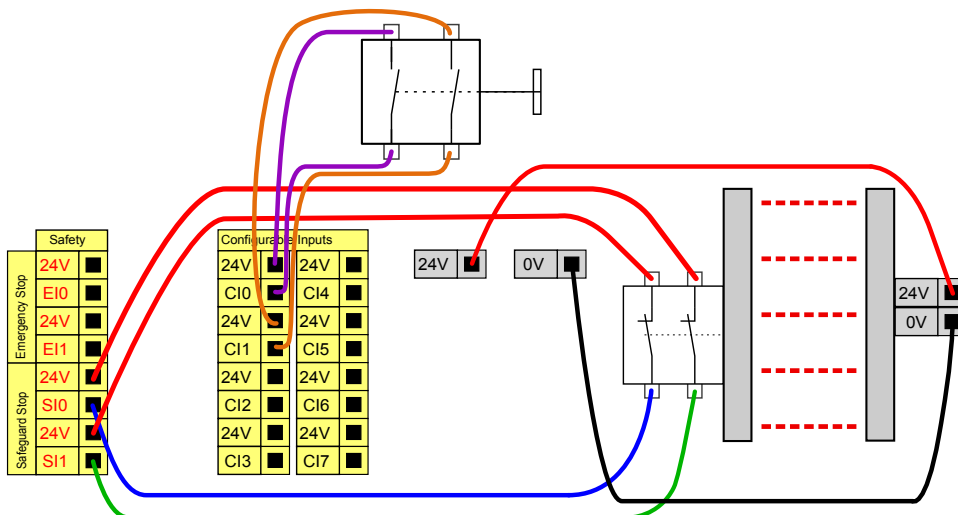 Safety
Emergency Stop
24V
EI0
24V
EI1
Safeguard Stop
24V
SI0
24V
SI1
Configurable Inputs
24V 24V
CI0 CI4
24V 24V
CI1 CI5
24V 24V
CI2 CI6
24V 24V
CI3 CI7
24V
0V
24V
0V